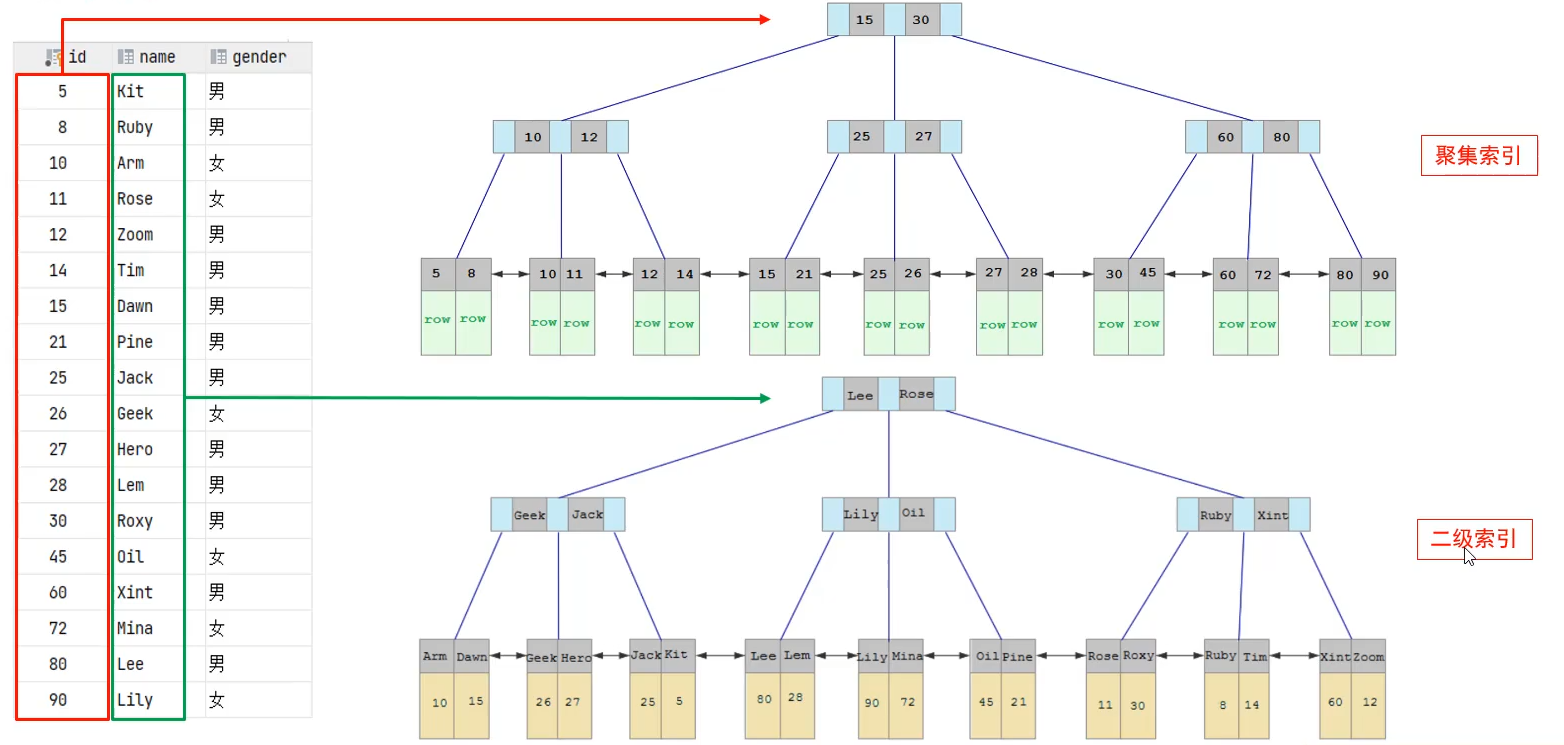 id name gender
5 Kit 男
8 Ruby 男
10 Arm 女
11 Rose 女
12 Zoom 男
14 Tim 男
15 Dawn 男
21 Pine 男
25 Jack 男
26 Geek 女
27 Hero 男
28 Lem 男
30 Roxy 男
45 Oil 女
60 Xint 男
72 Mina 女
80 Lee 男
90 Lily 女
15 30
10 12 25 27 60 80
聚集索引
5 8 10 11 12 14 15 21 25 26 27 28 30 45 60 72 80 90
row row row row row row row row row row row row row row row row row row
Lee Rose
Geek Jack Lily Oil Ruby Xint
二级索引
Arm Dawn Geek Hero Jack Kit Lee Lem Lily Mina Oil Pine Rose Roxy Ruby Tim Xint Zoom
10 15 26 27 25 5 80 28 90 72 45 21 11 30 8 14 60 12